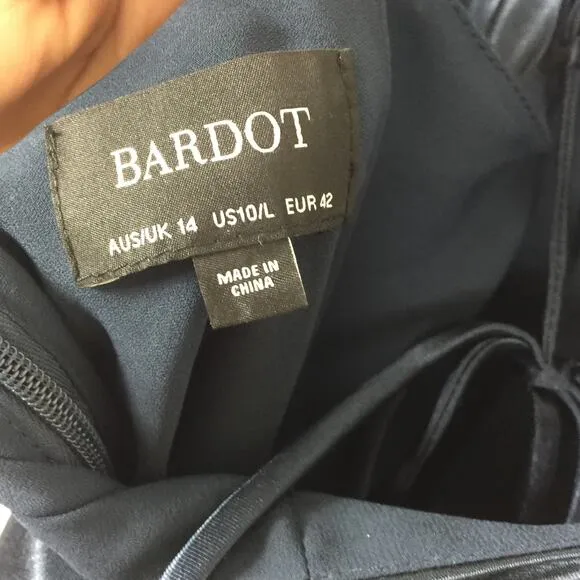 BARDOT
AUS/UK 14 US10/L EUR 42
MADE IN
CHINA